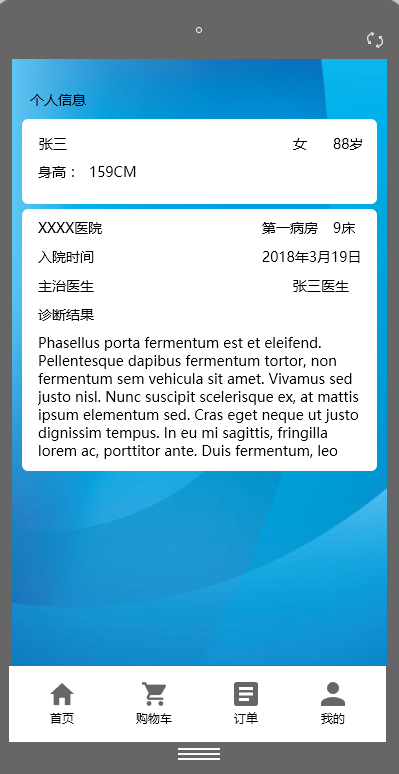 个人信息
张三 女 88岁
身高： 159CM
XXXX医院 第一病房 9床
入院时间 2018年3月19日
主治医生 张三医生
诊断结果
Phasellus porta fermentum est et eleifend.
Pellentesque dapibus fermentum tortor, non
fermentum sem vehicula sit amet. Vivamus sed
justo nisl. Nunc suscipit scelerisque ex, at mattis
ipsum elementum sed. Cras eget neque ut justo
dignissim tempus. In eu mi sagittis, fringilla
lorem ac, porttitor ante. Duis fermentum, leo
首页 购物车 订单 我的